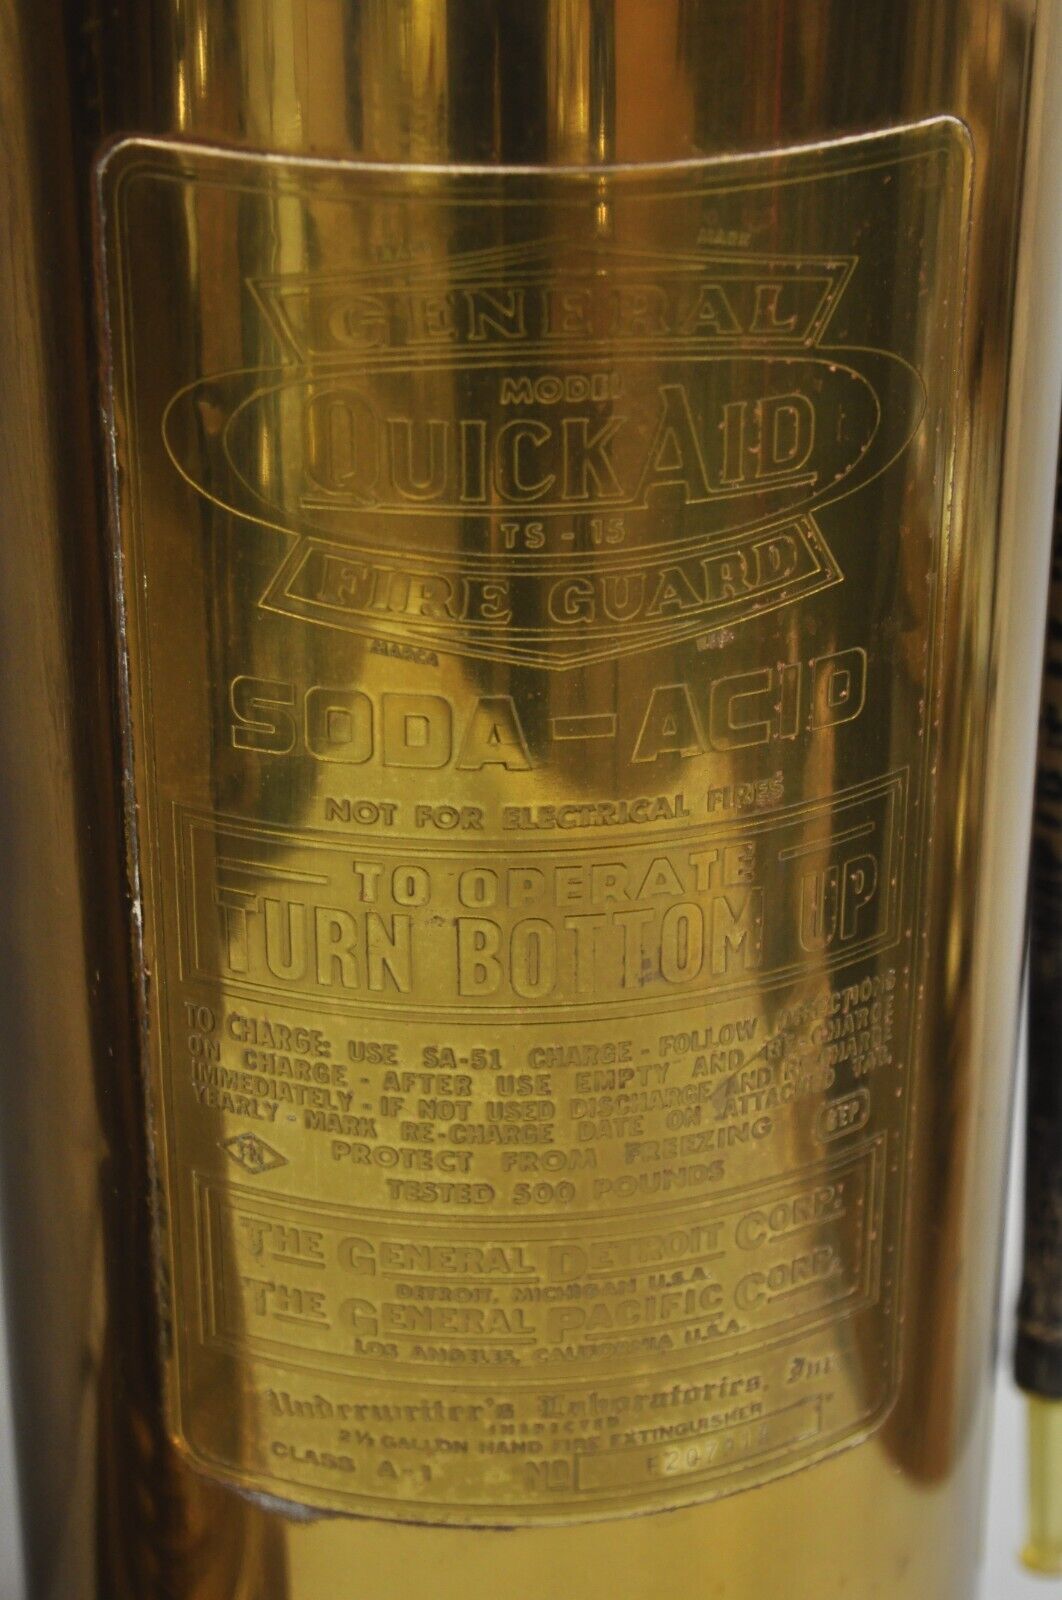 MARK
GENERAL
MODEL
QUICK AID
TS - 15
FIRE GUARD
MARCA
SODA-ACID
NOT FOR ELECTRICAL FIRES
TO OPERATE
TURN BOTTOM UP
TO CHARGE: USE SA-51 CHARGE - FOLLOW DIRECTIONS
ON CHARGE - AFTER USE EMPTY AND RE-CHARGE
IMMEDIATELY - IF NOT USED DISCHARGE AND RECHARGE
YEARLY - MARK RE-CHARGE DATE ON ATTACHED TAG.
PROTECT FROM FREEZING
FM
TESTED 500 POUNDS
THE GENERAL DETROIT CORP.
DETROIT, MICHIGAN U.S.A.
THE GENERAL PACIFIC CORP.
LOS ANGELES, CALIFORNIA U.S.A.
Underwriter's Laboratories, Inc.
INSPECTED
2½ GALLON HAND FIRE EXTINGUISHER
CLASS A-1 NO